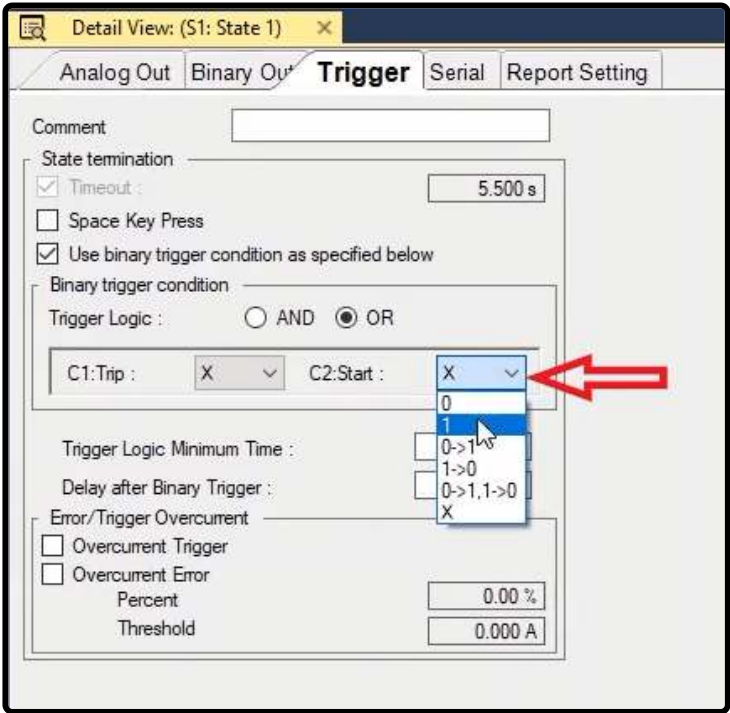 Detail View: (S1: State 1)
Analog Out Binary Out Trigger Serial Report Setting
Comment
State termination
Timeout : 5.500 s
Space Key Press
Use binary trigger condition as specified below
Binary trigger condition
Trigger Logic : AND OR
C1:Trip : X C2:Start : X
0
1
0->1
1->0
0->1,1->0
X
Trigger Logic Minimum Time :
Delay after Binary Trigger :
Error/Trigger Overcurrent
Overcurrent Trigger
Overcurrent Error
Percent 0.00 %
Threshold 0.000 A